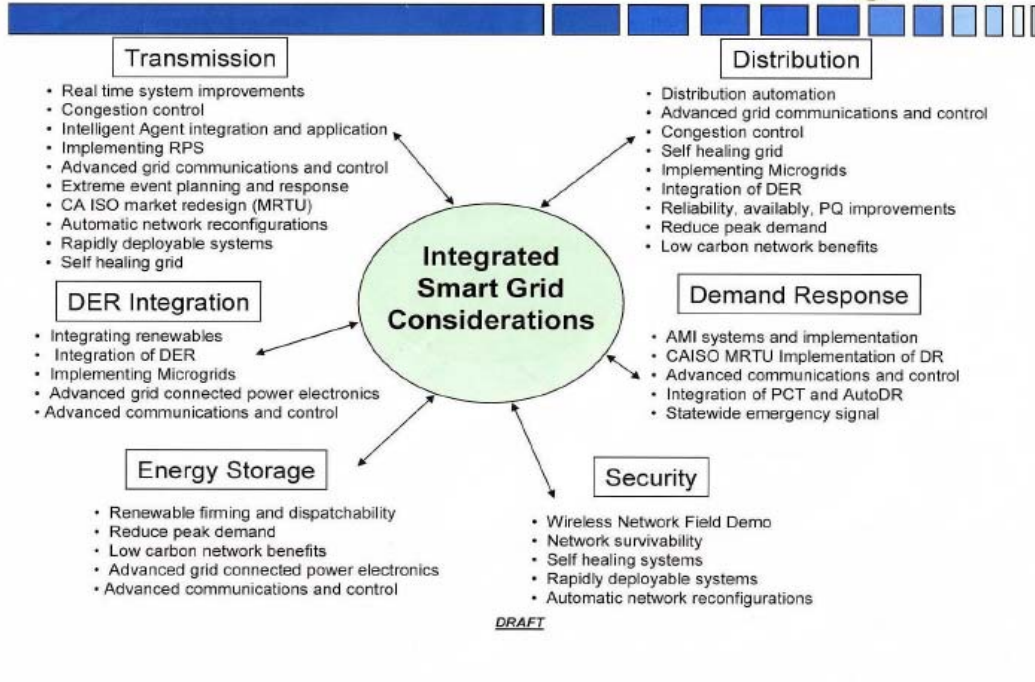 Transmission
• Real time system improvements
• Congestion control
• Intelligent Agent integration and application
• Implementing RPS
• Advanced grid communications and control
• Extreme event planning and response
• CA ISO market redesign (MRTU)
• Automatic network reconfigurations
• Rapidly deployable systems
• Self healing grid
Distribution
• Distribution automation
• Advanced grid communications and control
• Congestion control
• Self healing grid
• Implementing Microgrids
• Integration of DER
• Reliability, availably, PQ improvements
• Reduce peak demand
• Low carbon network benefits
Integrated
Smart Grid
Considerations
DER Integration
• Integrating renewables
• Integration of DER
• Implementing Microgrids
• Advanced grid connected power electronics
• Advanced communications and control
Demand Response
• AMI systems and implementation
• CAISO MRTU Implementation of DR
• Advanced communications and control
• Integration of PCT and AutoDR
• Statewide emergency signal
Energy Storage
• Renewable firming and dispatchability
• Reduce peak demand
• Low carbon network benefits
• Advanced grid connected power electronics
• Advanced communications and control
Security
• Wireless Network Field Demo
• Network survivability
• Self healing systems
• Rapidly deployable systems
• Automatic network reconfigurations
DRAFT